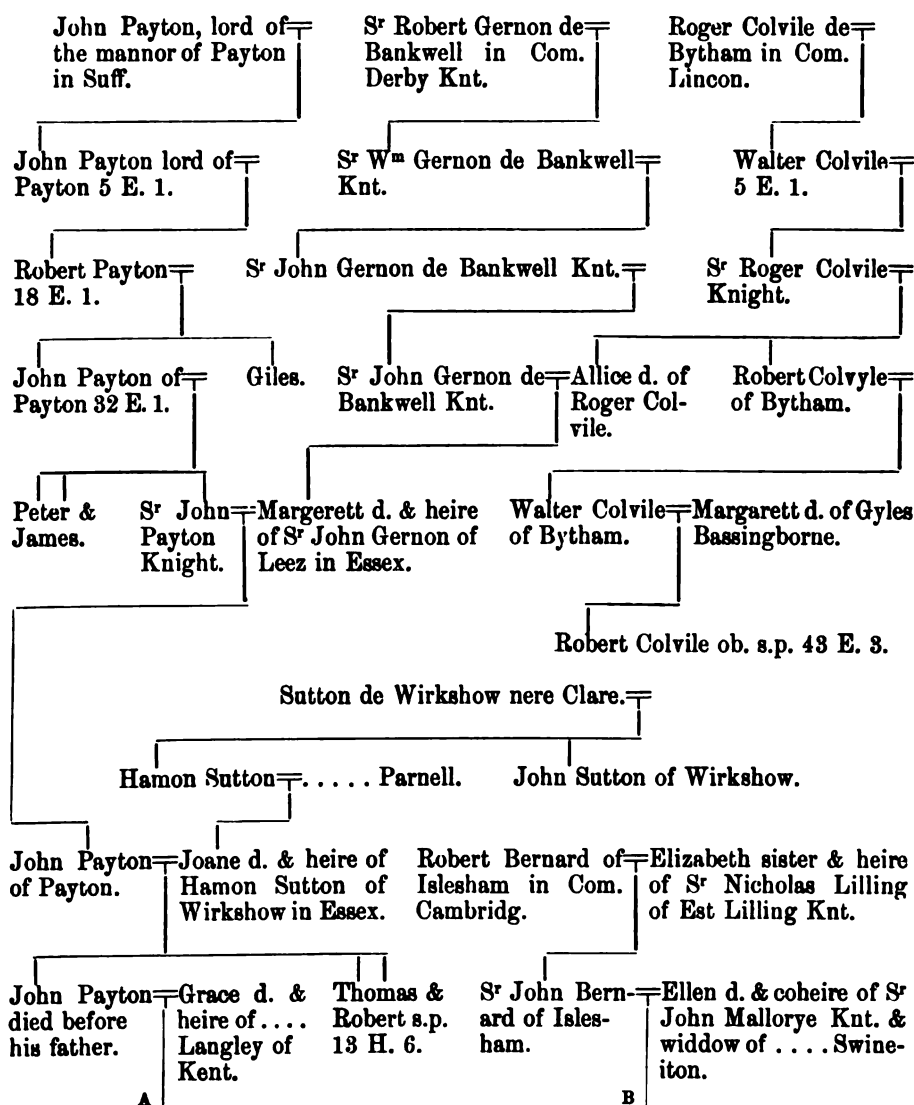 John Payton, lord of
the mannor of Payton
in Suff.
Sʳ Robert Gernon de
Bankwell in Com.
Derby Knt.
Roger Colvile de
Bytham in Com.
Lincon.
John Payton lord of
Payton 5 E. 1.
Sʳ Wᵐ Gernon de Bankwell
Knt.
Walter Colvile
5 E. 1.
Robert Payton
18 E. 1.
Sʳ John Gernon de Bankwell Knt.
Sʳ Roger Colvile
Knight.
John Payton of
Payton 32 E. 1.
Giles.
Sʳ John Gernon de
Bankwell Knt.
Allice d. of
Roger Col-
vile.
Robert Colvyle
of Bytham.
Peter &
James.
Sʳ John
Payton
Knight.
Margerett d. & heire
of Sʳ John Gernon of
Leez in Essex.
Walter Colvile
of Bytham.
Margarett d. of Gyles
Bassingborne.
Robert Colvile ob. s.p. 43 E. 3.
Sutton de Wirkshow nere Clare.
Hamon Sutton
. . . . . Parnell.
John Sutton of Wirkshow.
John Payton
of Payton.
Joane d. & heire of
Hamon Sutton of
Wirkshow in Essex.
Robert Bernard of
Islesham in Com.
Cambridg.
Elizabeth sister & heire
of Sʳ Nicholas Lilling
of Est Lilling Knt.
John Payton
died before
his father.
Grace d. &
heire of . . . .
Langley of
Kent.
Thomas &
Robert s.p.
13 H. 6.
Sʳ John Bern-
ard of Isles-
ham.
Ellen d. & coheire of Sʳ
John Mallorye Knt. &
widdow of . . . . Swine-
iton.
A
B